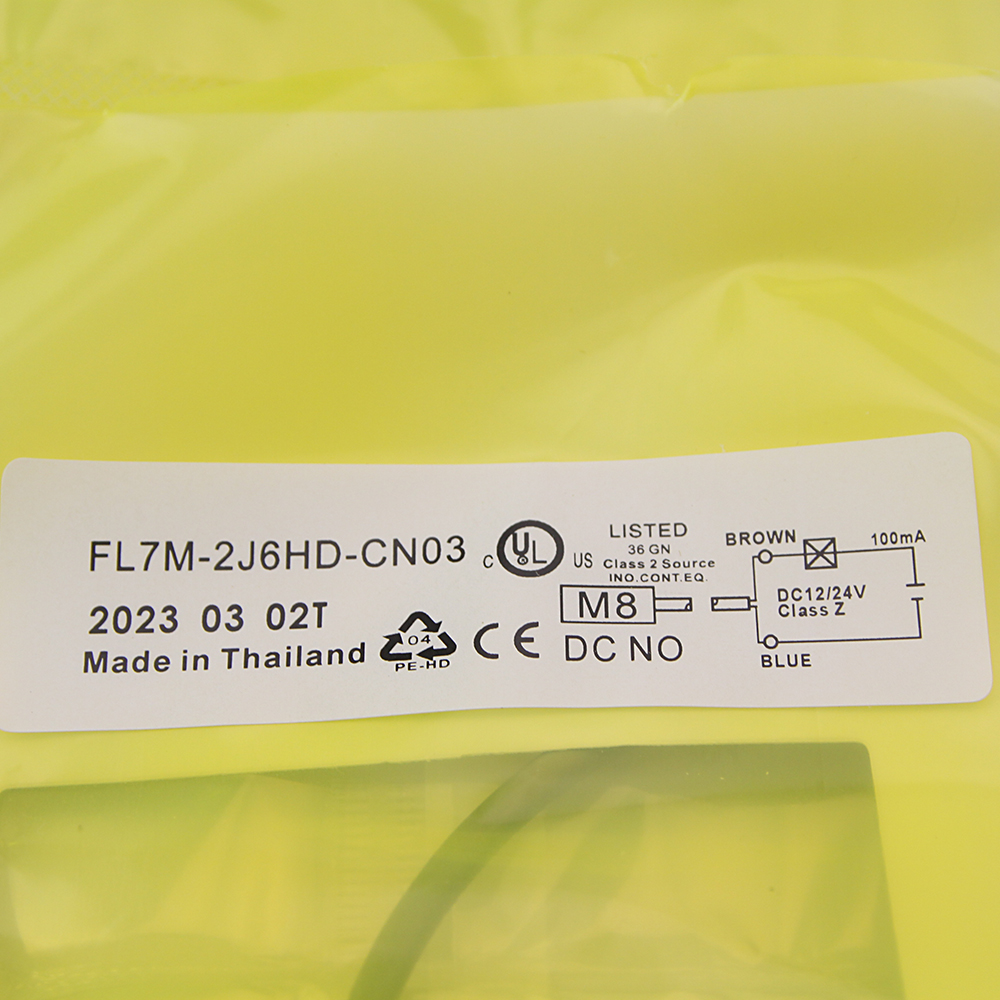 FL7M-2J6HD-CN03
2023 03 02T
Made in Thailand
04
PE-HD
CE
C UL US
LISTED
36 GN
Class 2 Source
INO.CONT.EQ.
M8
DC NO
BROWN
100mA
DC12/24V
Class Z
BLUE